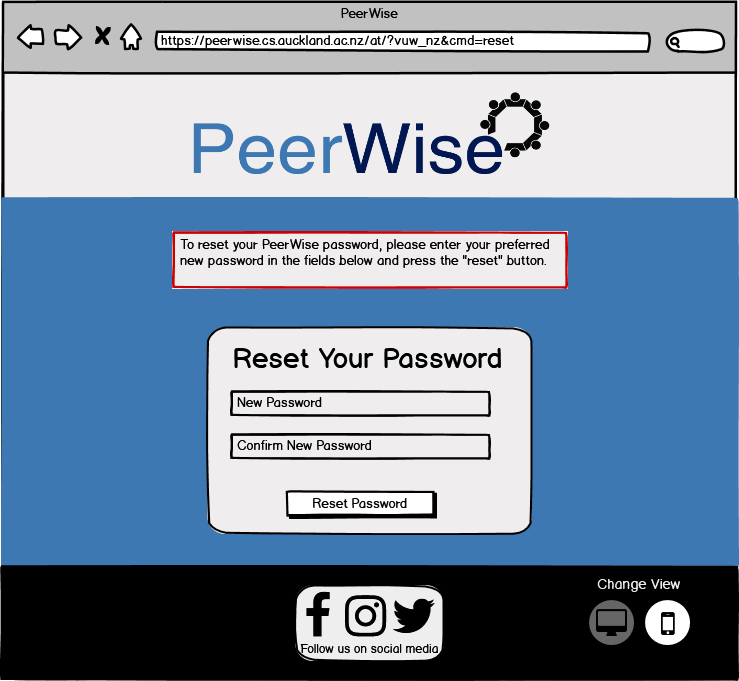 PeerWise
https://peerwise.cs.auckland.ac.nz/at/?vuw_nz&cmd=reset
PeerWise
To reset your PeerWise password, please enter your preferred
new password in the fields below and press the "reset" button.
Reset Your Password
New Password
Confirm New Password
Reset Password
Change View
Follow us on social media